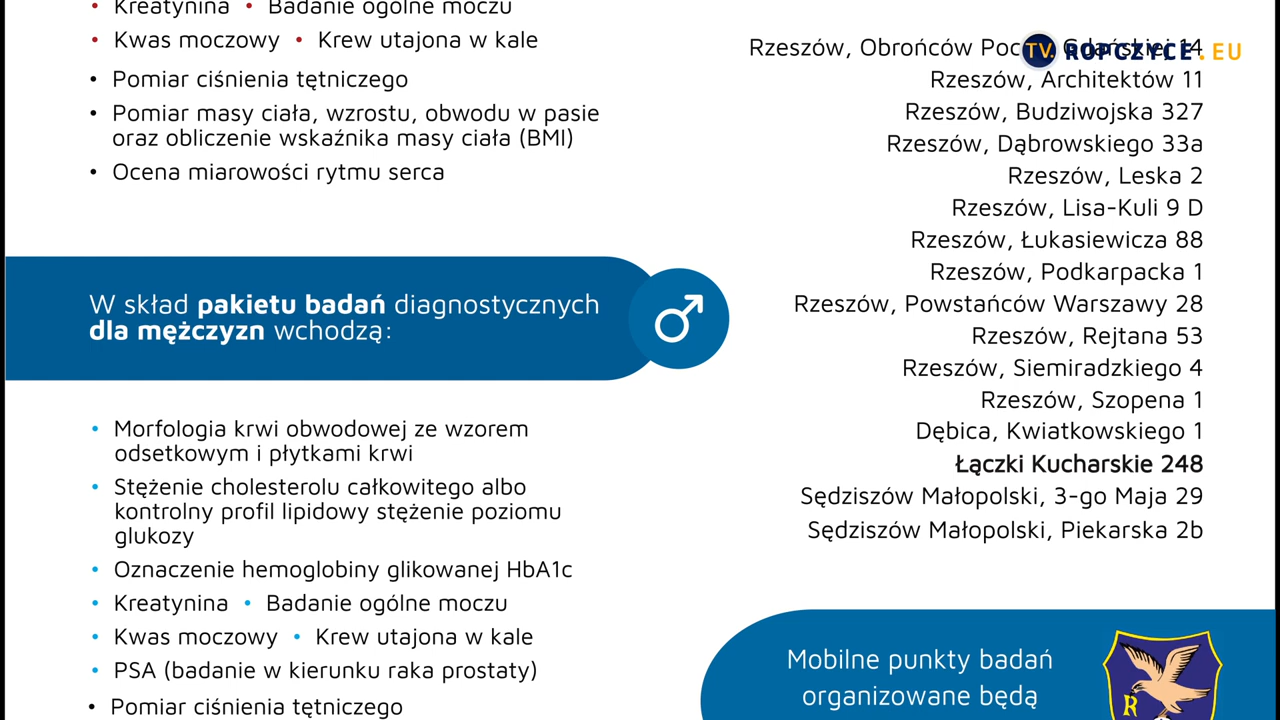 • Kreatynina • Badanie ogólne moczu
• Kwas moczowy • Krew utajona w kale
• Pomiar ciśnienia tętniczego
• Pomiar masy ciała, wzrostu, obwodu w pasie
oraz obliczenie wskaźnika masy ciała (BMI)
• Ocena miarowości rytmu serca
W skład pakietu badań diagnostycznych
dla mężczyzn wchodzą:
• Morfologia krwi obwodowej ze wzorem
odsetkowym i płytkami krwi
• Stężenie cholesterolu całkowitego albo
kontrolny profil lipidowy stężenie poziomu
glukozy
• Oznaczenie hemoglobiny glikowanej HbA1c
• Kreatynina • Badanie ogólne moczu
• Kwas moczowy • Krew utajona w kale
• PSA (badanie w kierunku raka prostaty)
• Pomiar ciśnienia tętniczego
TV. ROPCZYCE.EU
Rzeszów, Obrońców 14
Rzeszów, Architektów 11
Rzeszów, Budziwojska 327
Rzeszów, Dąbrowskiego 33a
Rzeszów, Leska 2
Rzeszów, Lisa-Kuli 9 D
Rzeszów, Łukasiewicza 88
Rzeszów, Podkarpacka 1
Rzeszów, Powstańców Warszawy 28
Rzeszów, Rejtana 53
Rzeszów, Siemiradzkiego 4
Rzeszów, Szopena 1
Dębica, Kwiatkowskiego 1
Łączki Kucharskie 248
Sędziszów Małopolski, 3-go Maja 29
Sędziszów Małopolski, Piekarska 2b
Mobilne punkty badań
organizowane będą
R